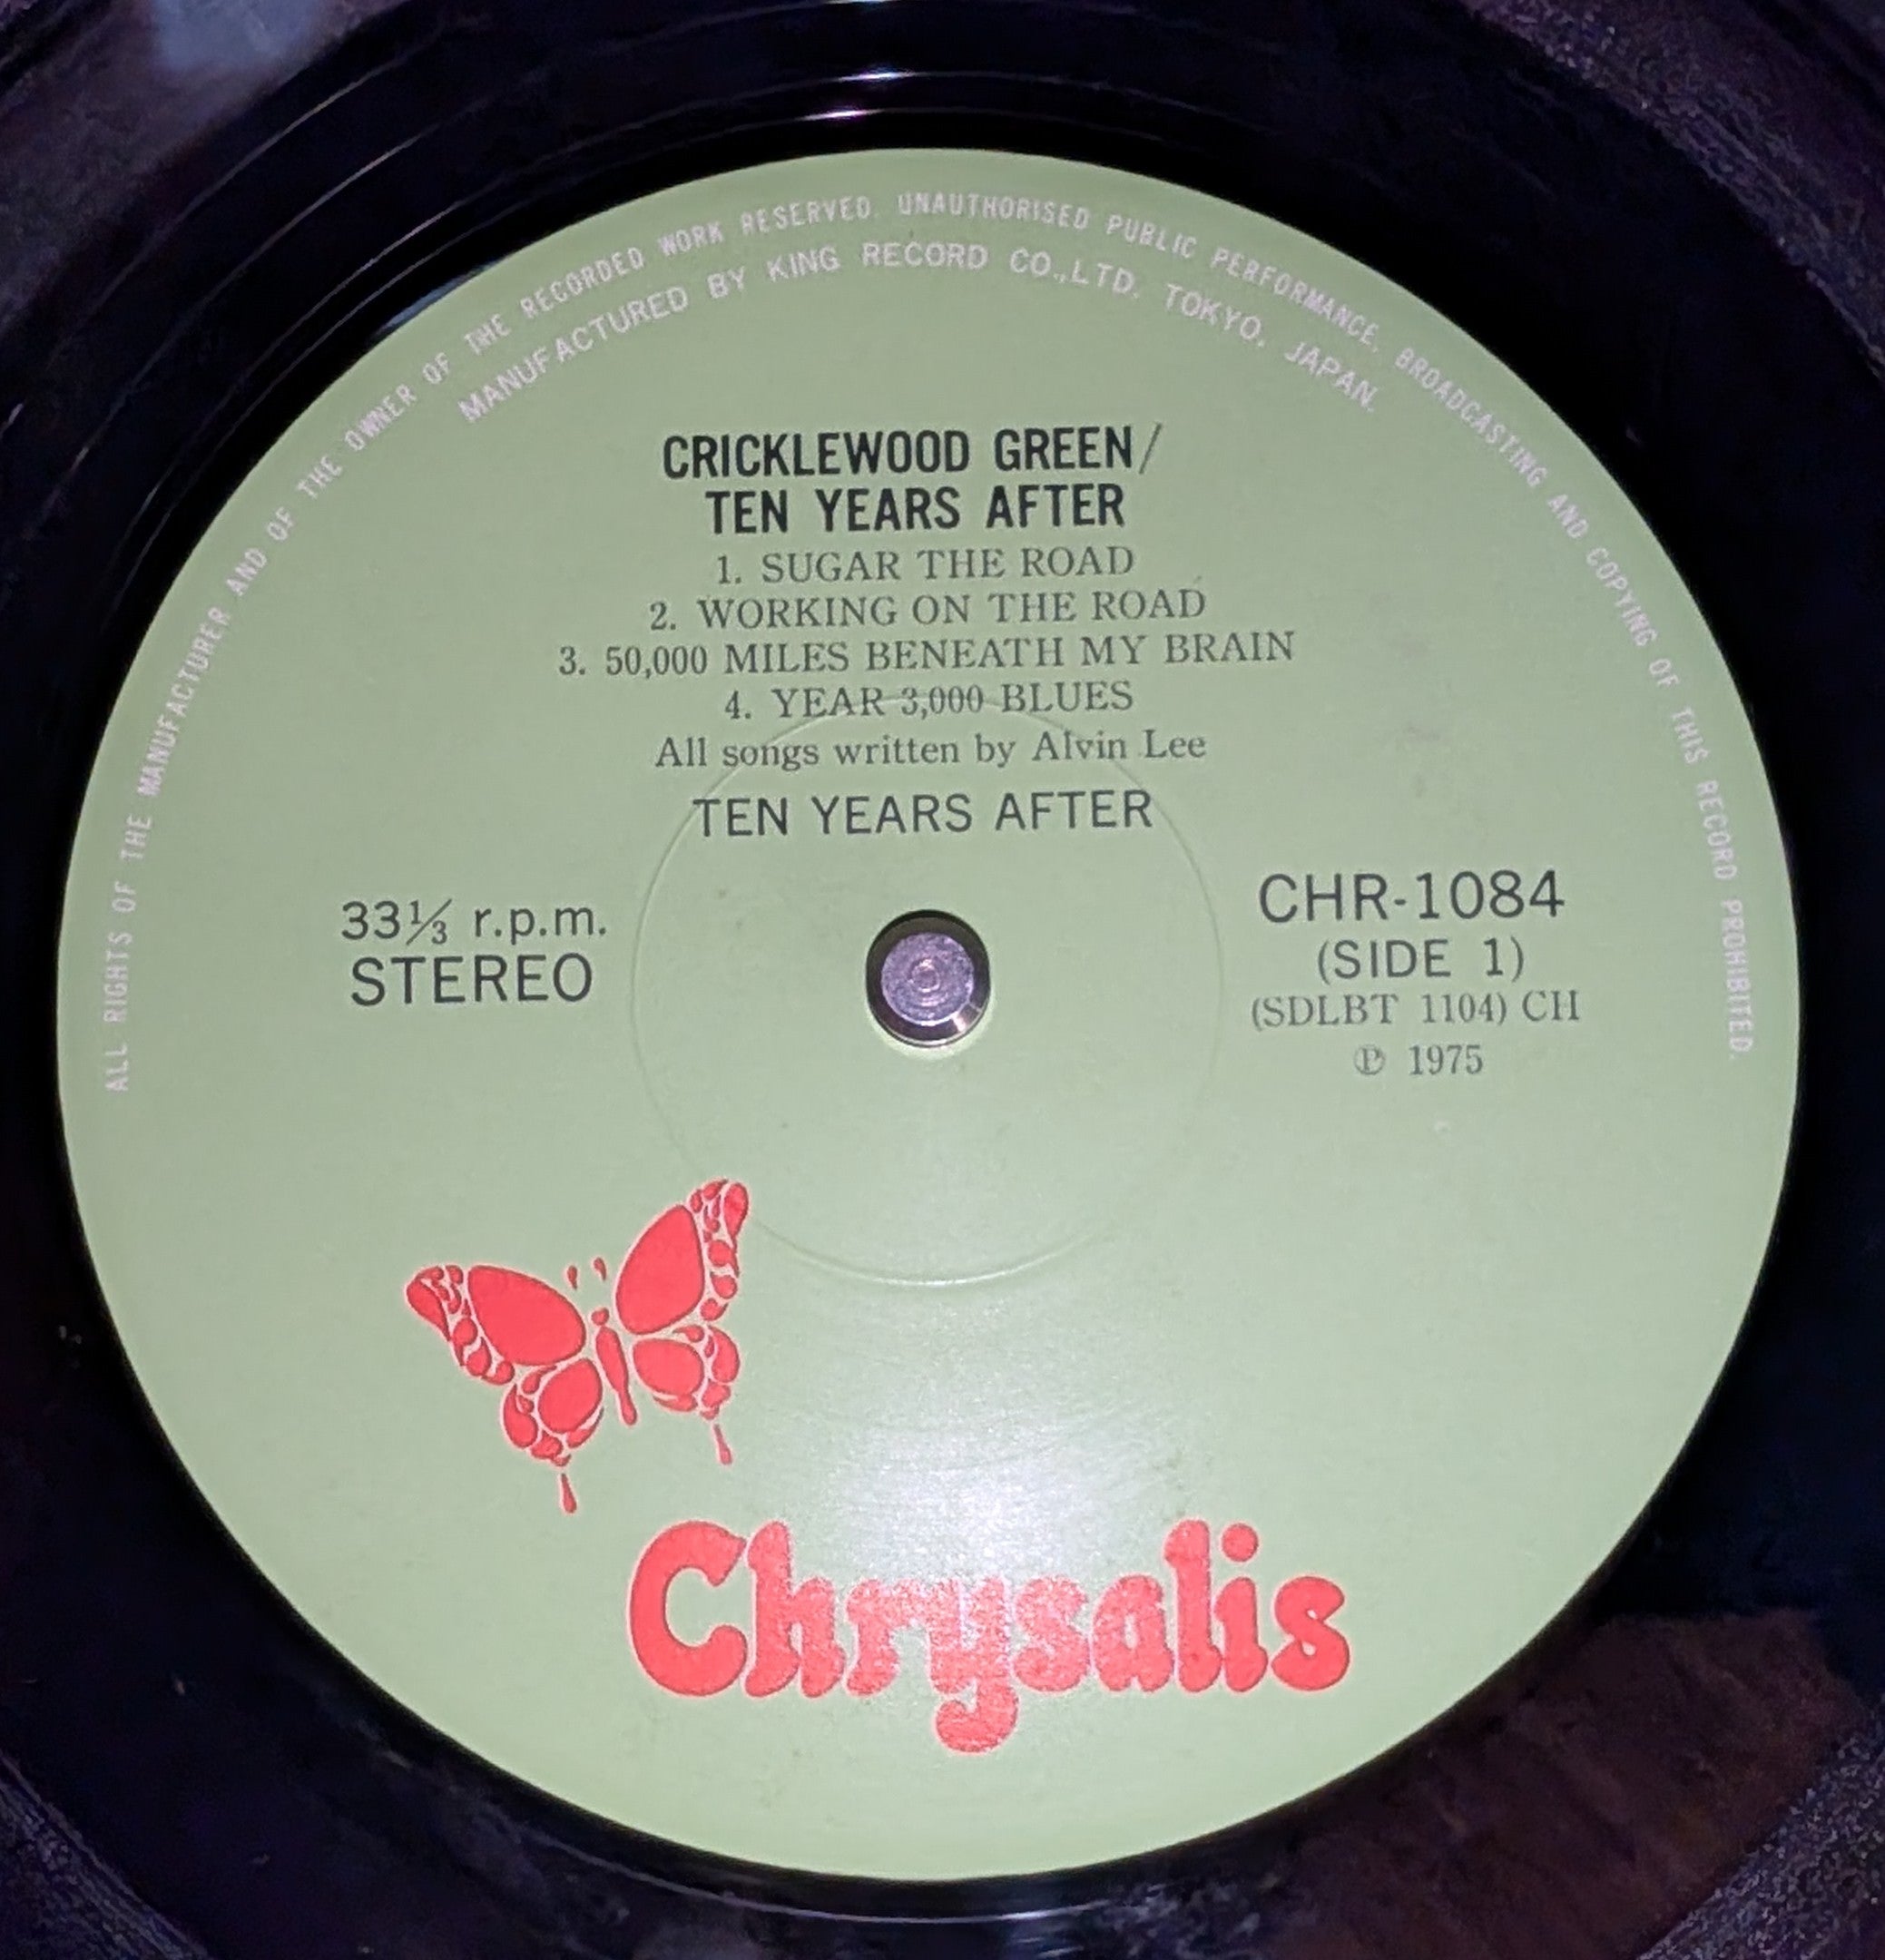 ALL RIGHTS OF THE MANUFACTURER AND OF THE OWNER OF THE RECORDED WORK RESERVED. UNAUTHORISED PUBLIC PERFORMANCE, BROADCASTING AND COPYING OF THIS RECORD PROHIBITED.
MANUFACTURED BY KING RECORD CO.,LTD. TOKYO, JAPAN.
CRICKLEWOOD GREEN/
TEN YEARS AFTER
1. SUGAR THE ROAD
2. WORKING ON THE ROAD
3. 50,000 MILES BENEATH MY BRAIN
4. YEAR 3,000 BLUES
All songs written by Alvin Lee
TEN YEARS AFTER
33⅓ r.p.m.
STEREO
CHR-1084
(SIDE 1)
(SDLBT 1104) CH
℗ 1975
Chrysalis